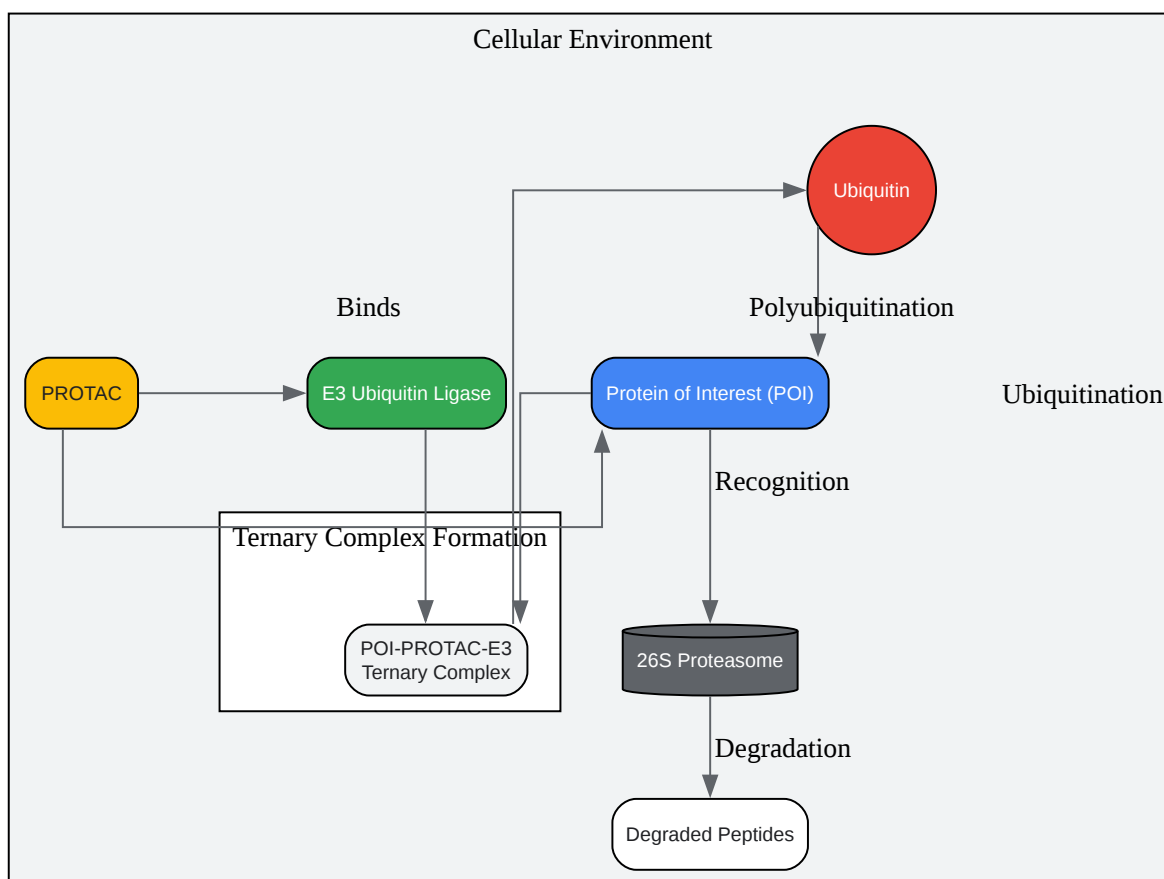 Cellular Environment
Ubiquitin
Binds
Polyubiquitination
PROTAC
E3 Ubiquitin Ligase
Protein of Interest (POI)
Ubiquitination
Recognition
Ternary Complex Formation
POI-PROTAC-E3
Ternary Complex
26S Proteasome
Degradation
Degraded Peptides